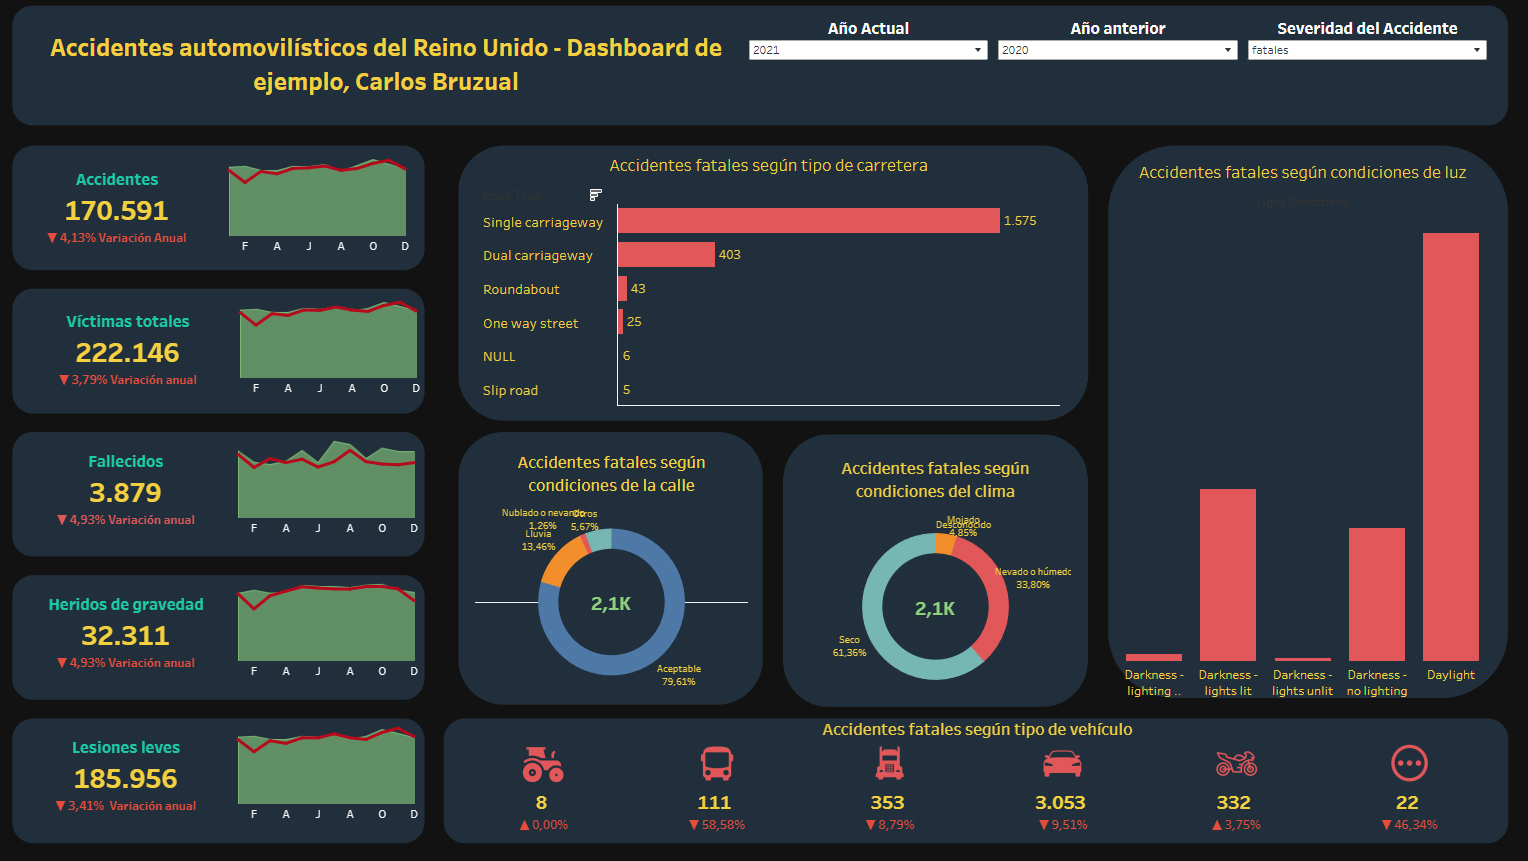 Accidentes automovilísticos del Reino Unido - Dashboard de
ejemplo, Carlos Bruzual
Año Actual
2021
Año anterior
2020
Severidad del Accidente
fatales
Accidentes
170.591
▼ 4,13% Variación Anual
F A J A O D
Víctimas totales
222.146
▼ 3,79% Variación anual
F A J A O D
Fallecidos
3.879
▼ 4,93% Variación anual
F A J A O D
Heridos de gravedad
32.311
▼ 4,93% Variación anual
F A J A O D
Lesiones leves
185.956
▼ 3,41% Variación anual
F A J A O D
Accidentes fatales según tipo de carretera
Road Type
Single carriageway 1.575
Dual carriageway 403
Roundabout 43
One way street 25
NULL 6
Slip road 5
Accidentes fatales según
condiciones de la calle
Nublado o nevando
1,26%
Otros
5,67%
Lluvia
13,46%
2,1K
Aceptable
79,61%
Accidentes fatales según
condiciones del clima
Mojado
4,85%
Desconocido
Nevado o húmedo
33,80%
2,1K
Seco
61,36%
Accidentes fatales según condiciones de luz
Light Conditions
Darkness -
lighting ..
Darkness -
lights lit
Darkness -
lights unlit
Darkness -
no lighting
Daylight
Accidentes fatales según tipo de vehículo
8 111 353 3.053 332 22
▲ 0,00% ▼ 58,58% ▼ 8,79% ▼ 9,51% ▲ 3,75% ▼ 46,34%